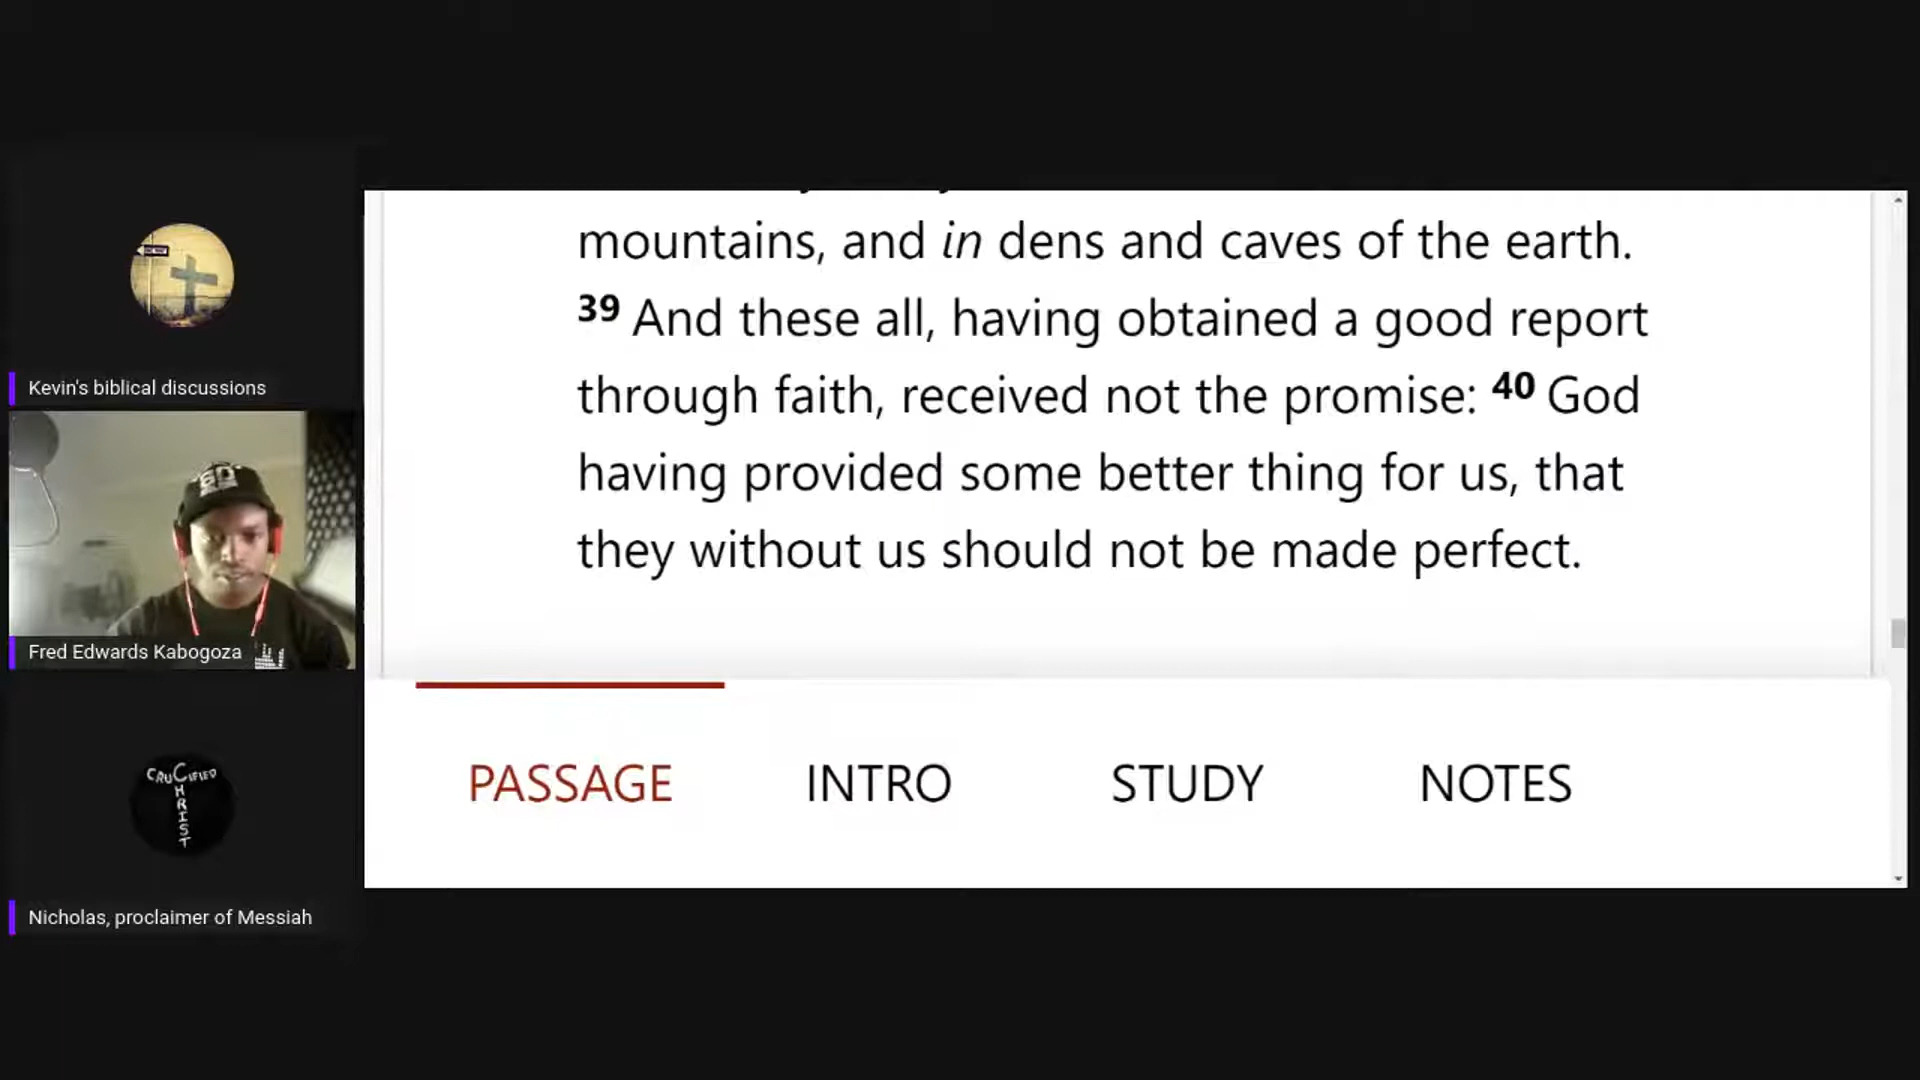 Kevin's biblical discussions
Fred Edwards Kabogoza
CRUCIFIED
CHRIST
Nicholas, proclaimer of Messiah
mountains, and in dens and caves of the earth.
39 And these all, having obtained a good report
through faith, received not the promise: 40 God
having provided some better thing for us, that
they without us should not be made perfect.
PASSAGE INTRO STUDY NOTES